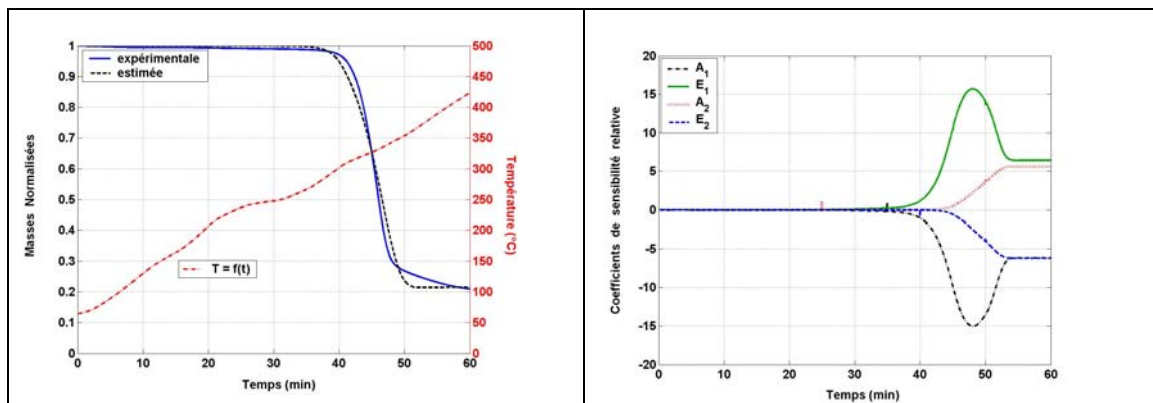 Masses Normalisées
1
0.9
0.8
0.7
0.6
0.5
0.4
0.3
0.2
0.1
0
expérimentale
estimée
T = f(t)
500
450
400
350
300
250
200
150
100
50
0
Température (°C)
0 10 20 30 40 50 60
Temps (min)
Coefficients de sensibilité relative
20
15
10
5
0
-5
-10
-15
-20
A1
E1
A2
E2
0 10 20 30 40 50 60
Temps (min)